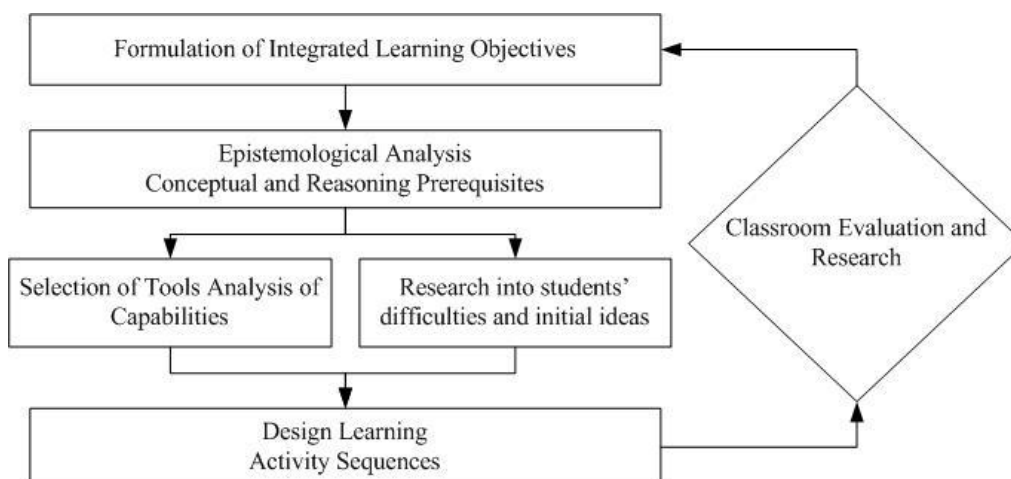 Formulation of Integrated Learning Objectives
Epistemological Analysis
Conceptual and Reasoning Prerequisites
Selection of Tools Analysis of
Capabilities
Research into students’
difficulties and initial ideas
Design Learning
Activity Sequences
Classroom Evaluation and
Research